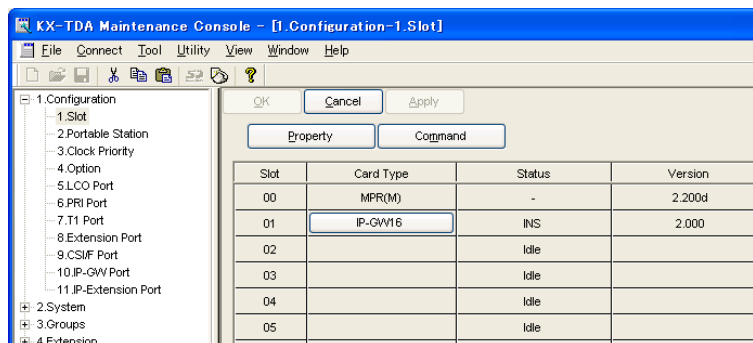 KX-TDA Maintenance Console - [1.Configuration-1.Slot]
File Connect Tool Utility View Window Help
1.Configuration
1.Slot
2.Portable Station
3.Clock Priority
4.Option
5.LCO Port
6.PRI Port
7.T1 Port
8.Extension Port
9.CSI/F Port
10.IP-GW Port
11.IP-Extension Port
2.System
3.Groups
4.Extension
OK Cancel Apply
Property Command
Slot Card Type Status Version
00 MPR(M) - 2.200d
01 IP-GW16 INS 2.000
02 Idle
03 Idle
04 Idle
05 Idle